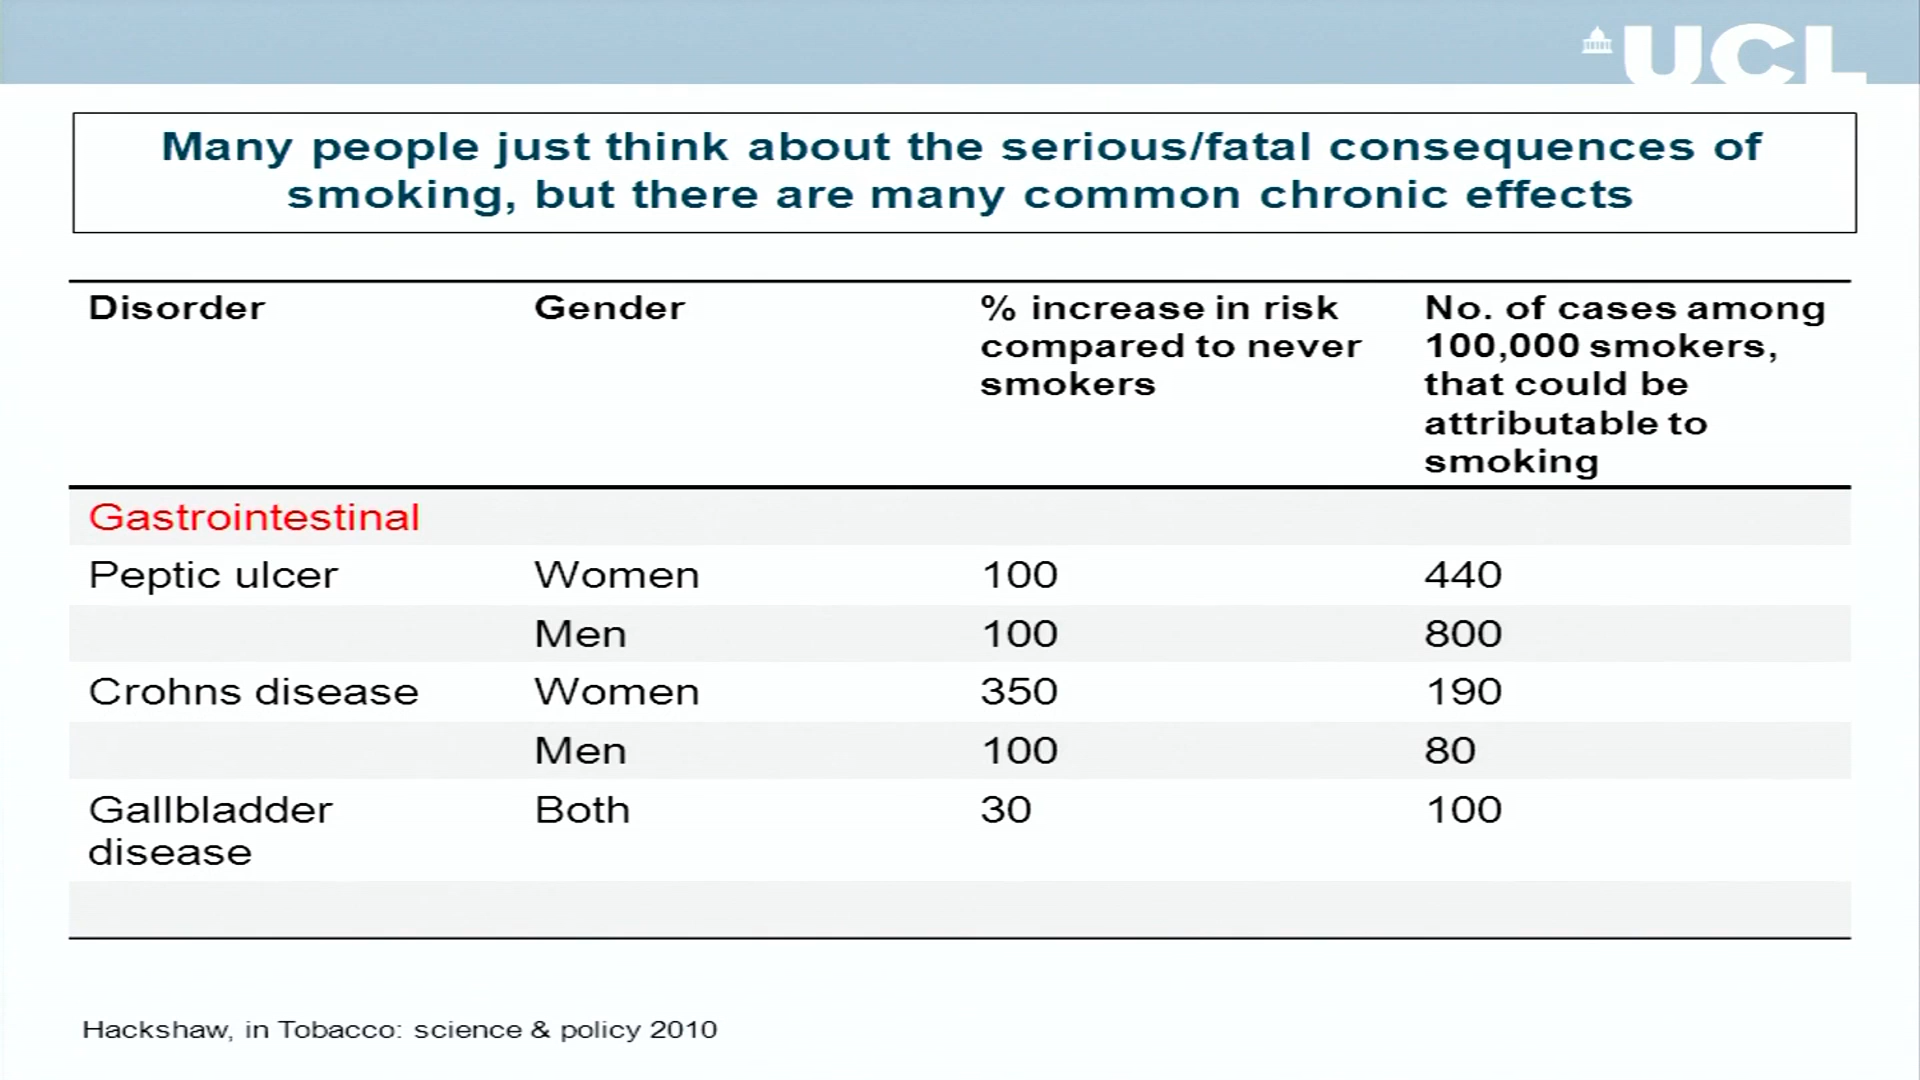 UCL
Many people just think about the serious/fatal consequences of
smoking, but there are many common chronic effects
Disorder Gender % increase in risk compared to never smokers No. of cases among 100,000 smokers, that could be attributable to smoking
Gastrointestinal
Peptic ulcer Women 100 440
Men 100 800
Crohns disease Women 350 190
Men 100 80
Gallbladder disease Both 30 100
Hackshaw, in Tobacco: science & policy 2010